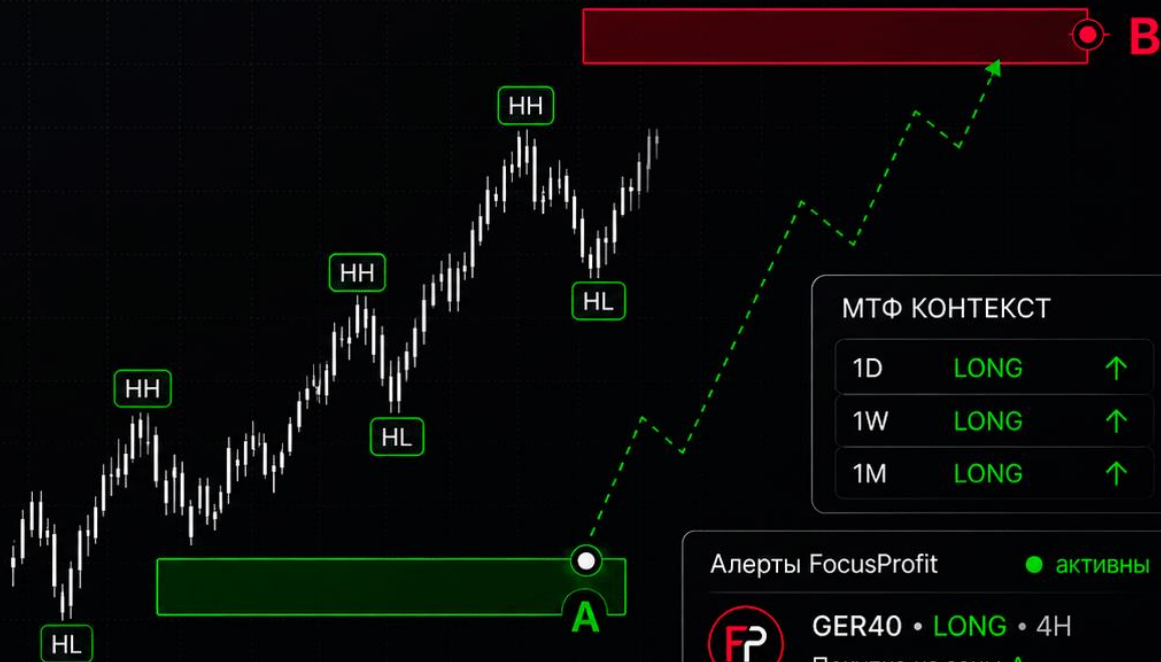 B
HH
HH
HL
МТФ КОНТЕКСТ
1D LONG ↑
1W LONG ↑
1M LONG ↑
HH
HL
Алерты FocusProfit активны
A
GER40 • LONG • 4H
HL
FP